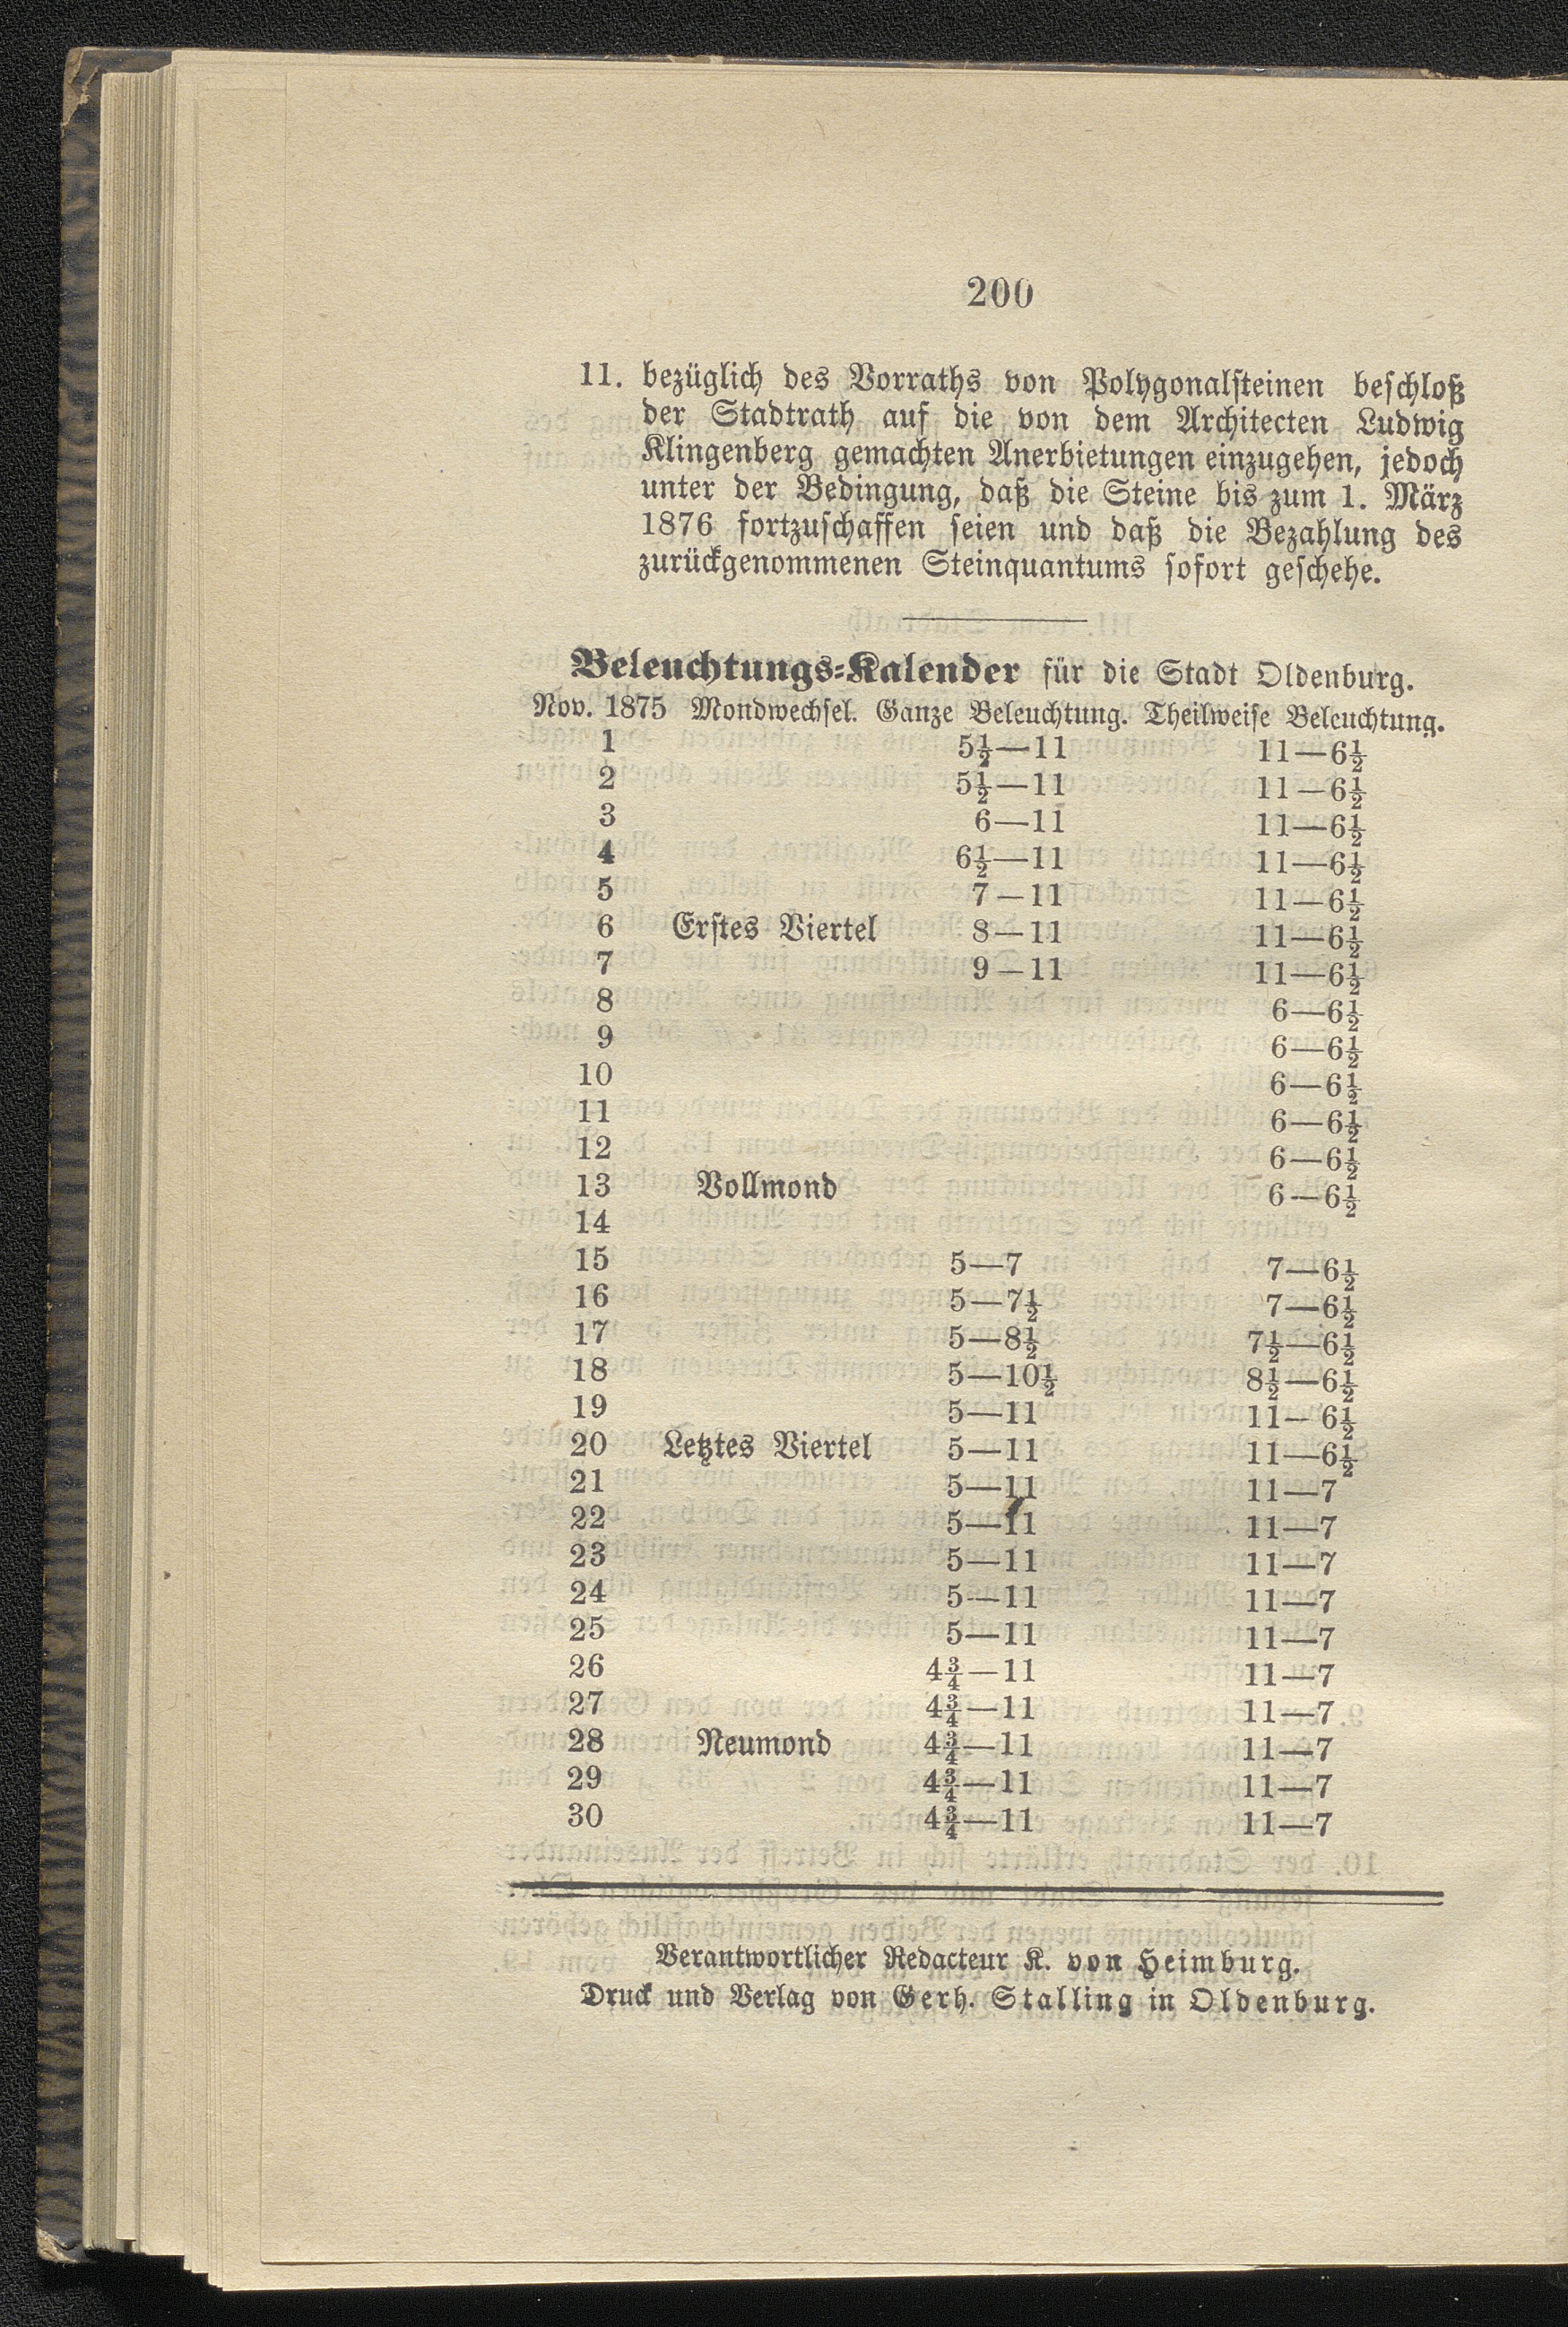 200
11. bezüglich des Vorraths von Polygonalsteinen beschloß
der Stadtrath auf die von dem Architecten Ludwig
Klingenberg gemachten Anerbietungen einzugehen, jedoch
unter der Bedingung, daß die Steine bis zum 1. März
1876 fortzuschaffen seien und daß die Bezahlung des
zurückgenommenen Steinquantums sofort geschehe.
Beleuchtungs-Kalender für die Stadt Oldenburg.
Nov. 1875 Mondwechsel. Ganze Beleuchtung. Theilweise Beleuchtung.
1 5½—11 11—6½
2 5½—11 11—6½
3 6—11 11—6½
4 6½—11 11—6½
5 7—11 11—6½
6 Erstes Viertel 8—11 11—6½
7 9—11 11—6½
8 6—6½
9 6—6½
10 6—6½
11 6—6½
12 6—6½
13 Vollmond 6—6½
14
15 5—7 7—6½
16 5—7½ 7—6½
17 5—8½ 7½—6½
18 5—10½ 8½—6½
19 5—11 11—6½
20 Letztes Viertel 5—11 11—6½
21 5—11 11—7
22 5—11 11—7
23 5—11 11—7
24 5—11 11—7
25 5—11 11—7
26 4¾—11 11—7
27 4¾—11 11—7
28 Neumond 4¾—11 11—7
29 4¾—11 11—7
30 4¾—11 11—7
Verantwortlicher Redacteur K. von Heimburg.
Druck und Verlag von Gerh. Stalling in Oldenburg.